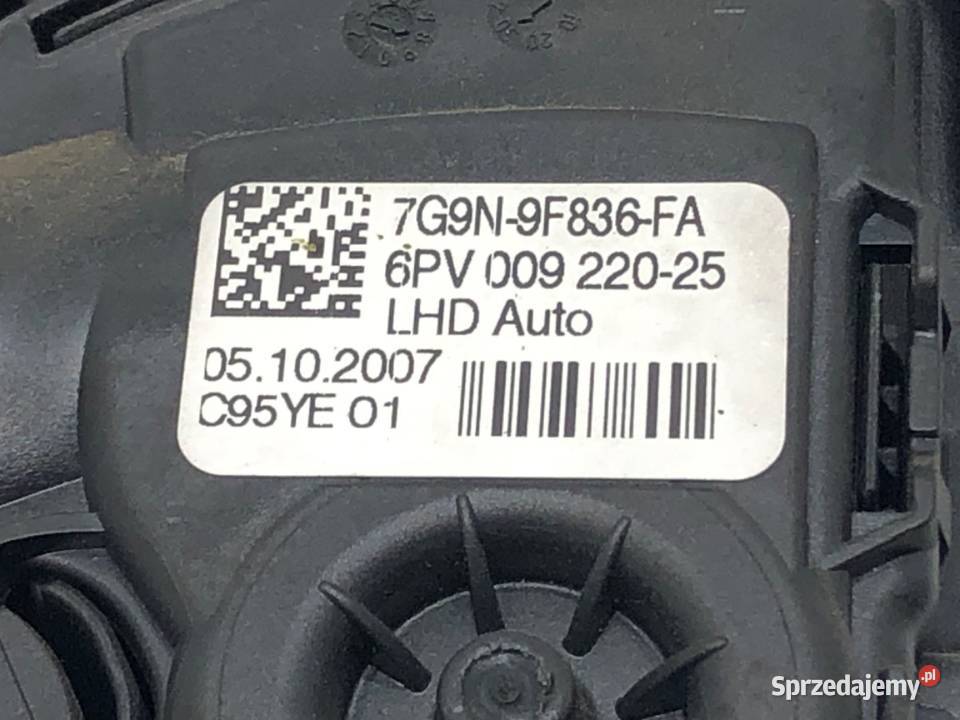 7G9N-9F836-FA
6PV 009 220-25
LHD Auto
05.10.2007
C95YE 01
Sprzedajemy.pl